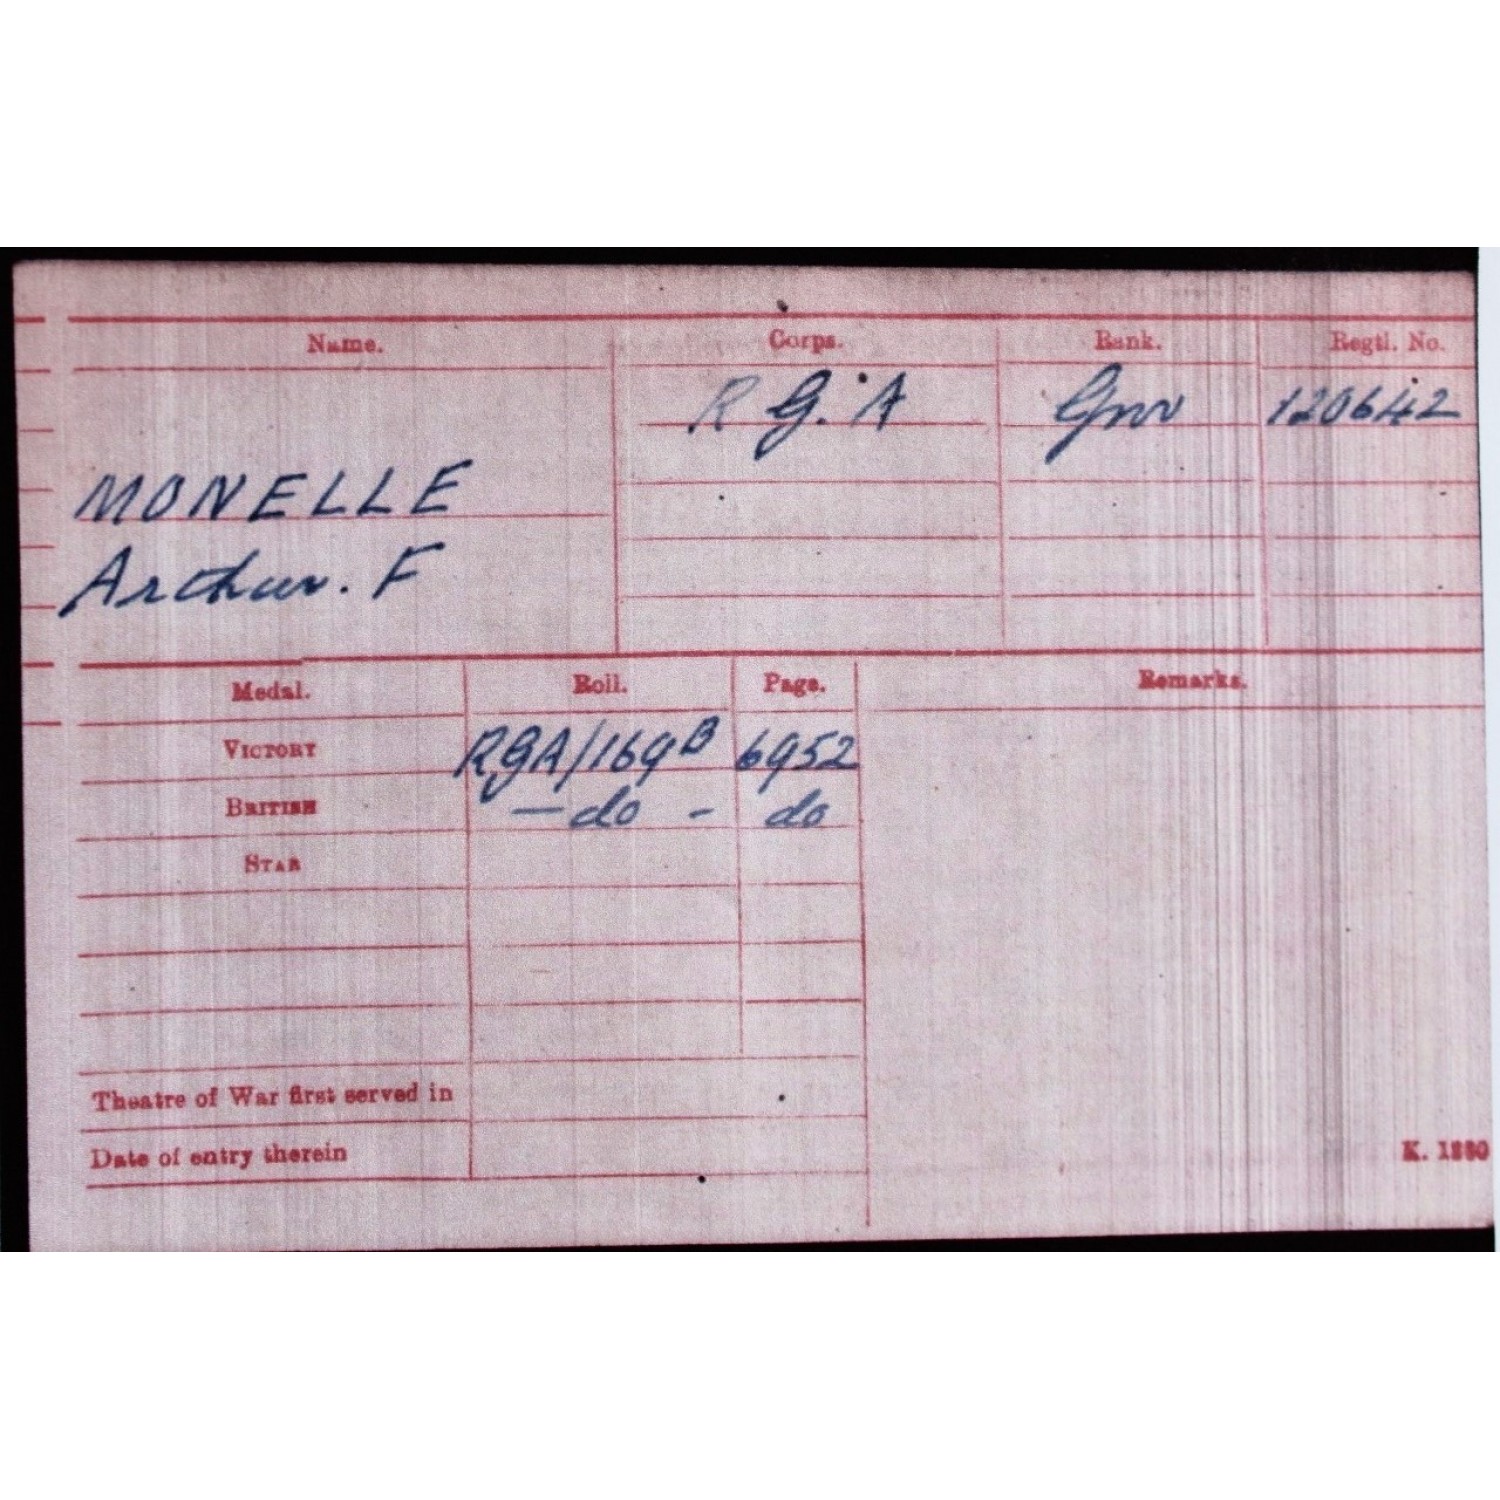 Name. Corps. Rank. Regtl. No.
R G. A Gnr 120642
MONELLE
Arthur. F
Medal. Roll. Page. Remarks.
VICTORY RGA/169B 6952
BRITISH — do - do
STAR
Theatre of War first served in
Date of entry therein
K. 1380